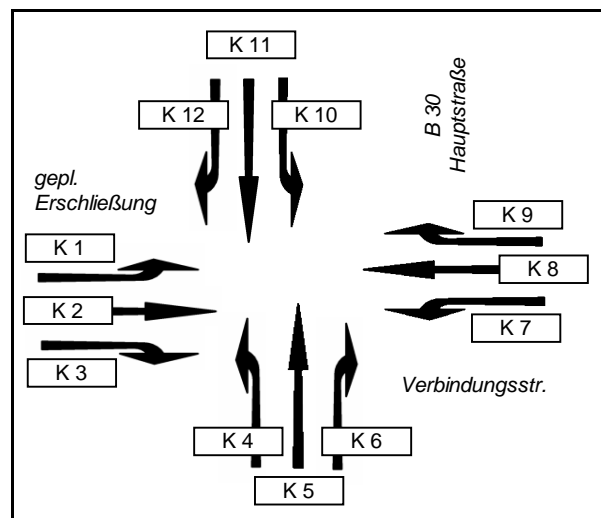 K 11
K 12
K 10
B 30
Hauptstraße
gepl.
Erschließung
K 1
K 9
K 8
K 2
K 7
K 3
Verbindungsstr.
K 4
K 6
K 5